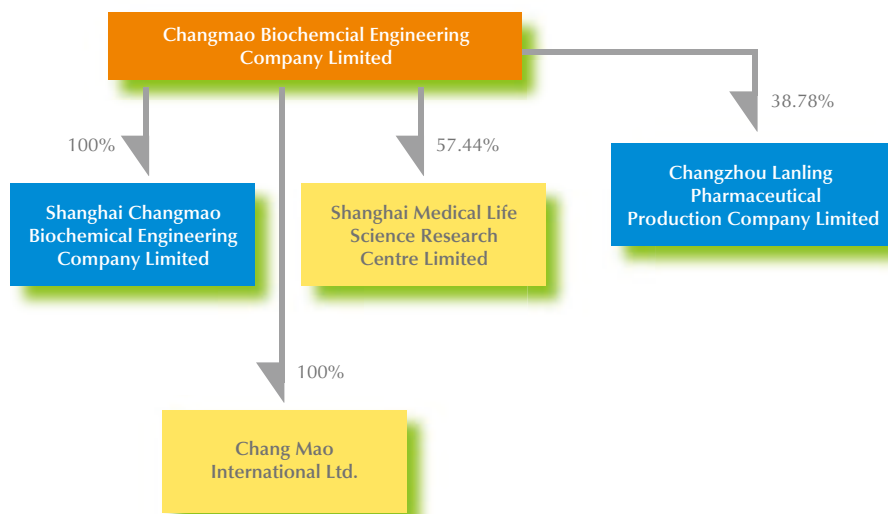 Changmao Biochemcial Engineering
Company Limited
38.78%
100%
57.44%
Changzhou Lanling
Pharmaceutical
Production Company Limited
Shanghai Changmao
Biochemical Engineering
Company Limited
Shanghai Medical Life
Science Research
Centre Limited
100%
Chang Mao
International Ltd.